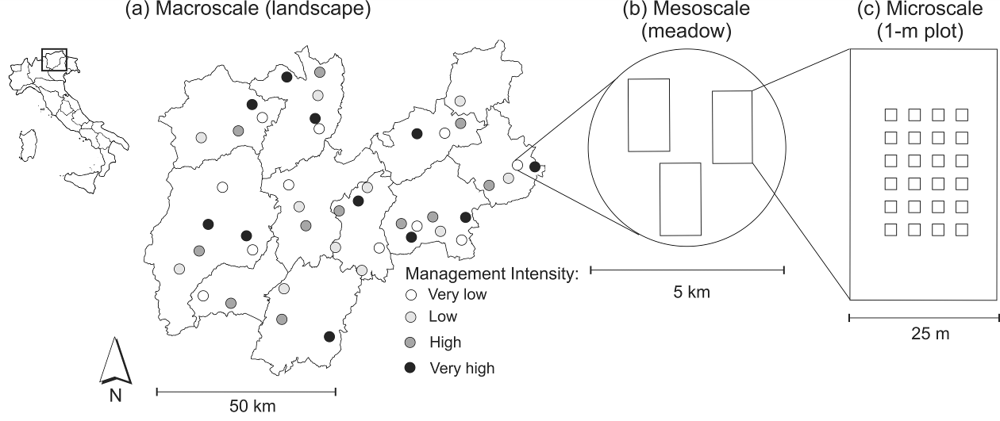 (a) Macroscale (landscape)
(b) Mesoscale
(meadow)
(c) Microscale
(1-m plot)
Management Intensity:
Very low
Low
High
Very high
N
50 km
5 km
25 m